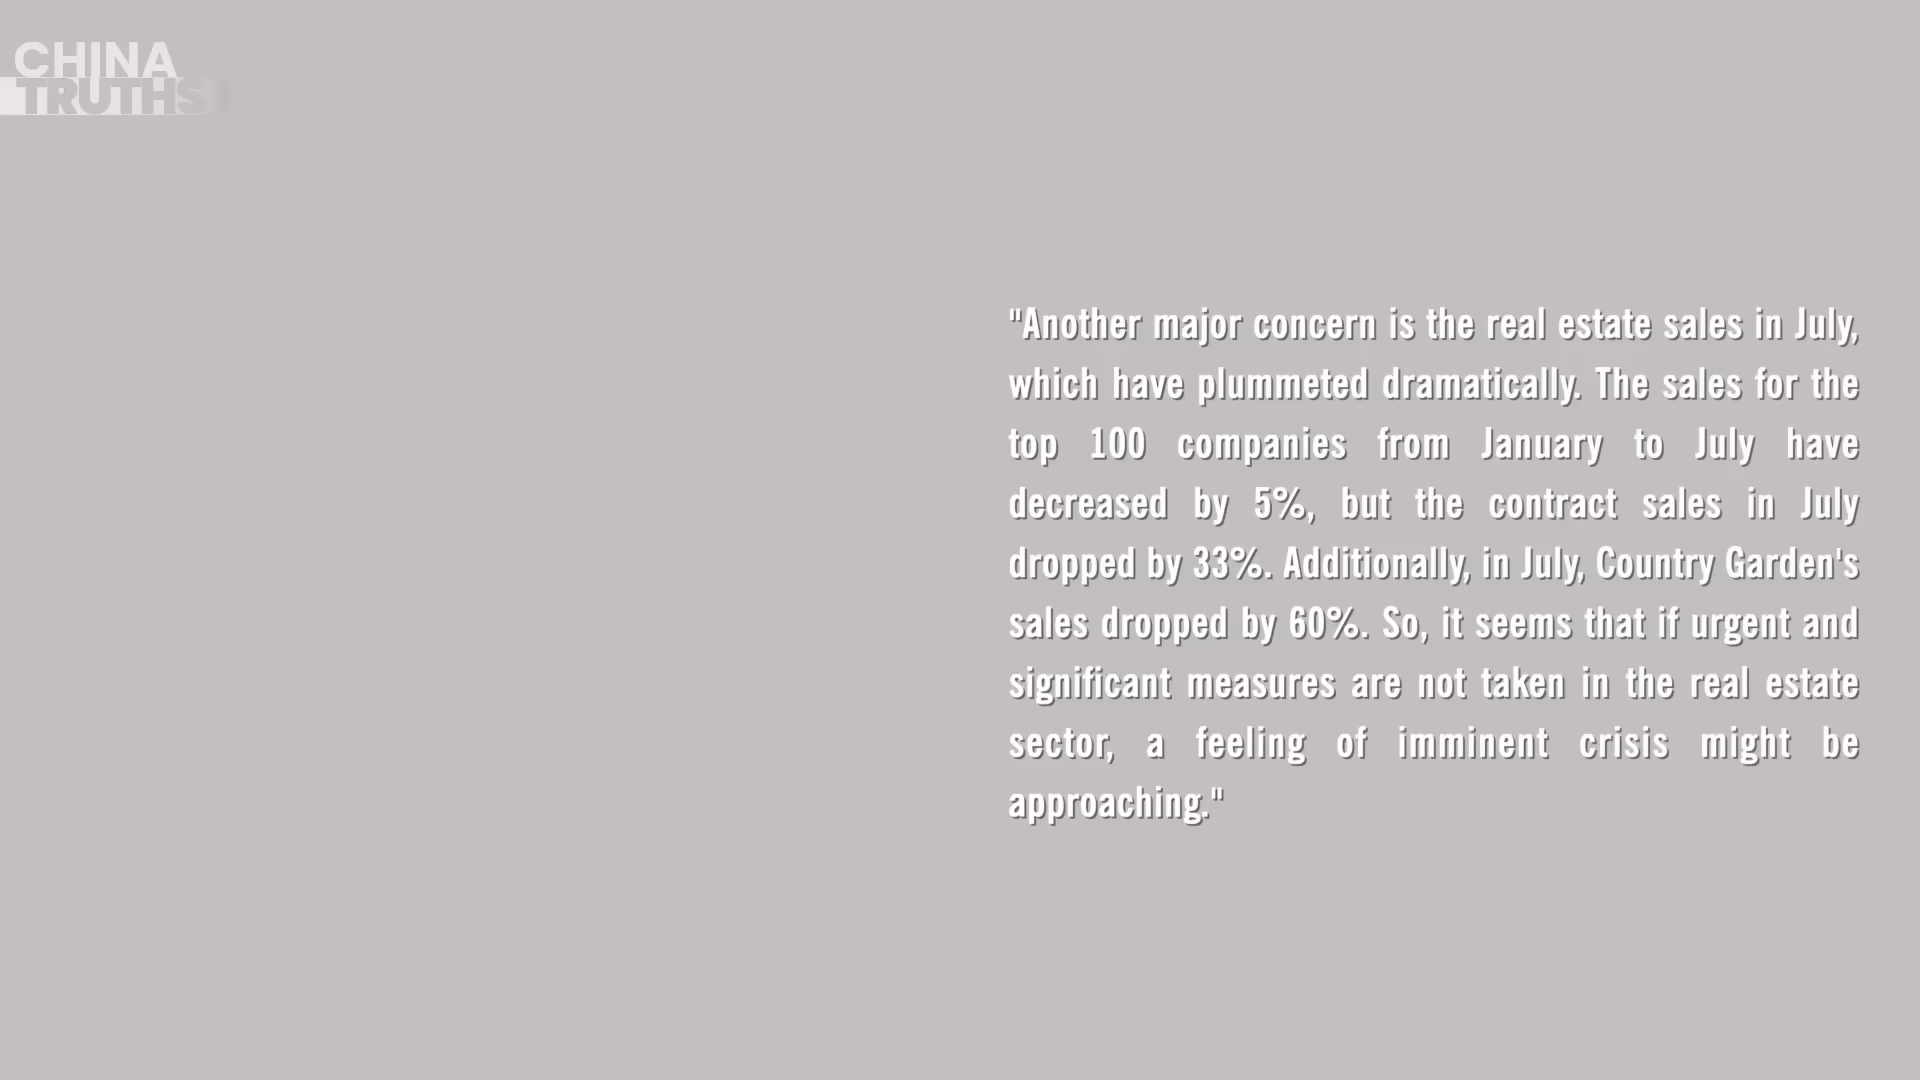 CHINA
TRUTHS
"Another major concern is the real estate sales in July,
which have plummeted dramatically. The sales for the
top 100 companies from January to July have
decreased by 5%, but the contract sales in July
dropped by 33%. Additionally, in July, Country Garden's
sales dropped by 60%. So, it seems that if urgent and
significant measures are not taken in the real estate
sector, a feeling of imminent crisis might be
approaching."